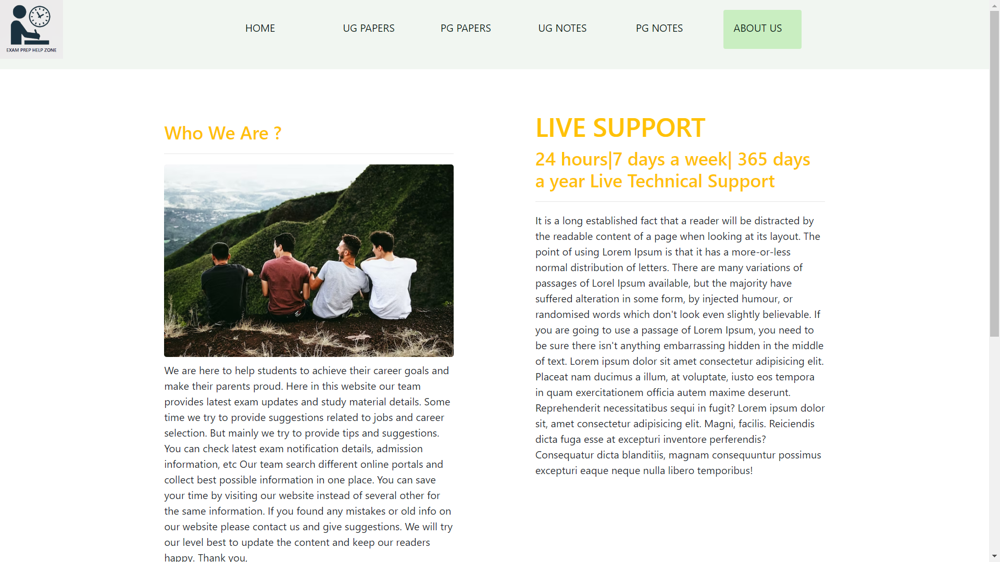 EXAM PREP HELP ZONE
HOME
UG PAPERS
PG PAPERS
UG NOTES
PG NOTES
ABOUT US
Who We Are ?
We are here to help students to achieve their career goals and
make their parents proud. Here in this website our team
provides latest exam updates and study material details. Some
time we try to provide suggestions related to jobs and career
selection. But mainly we try to provide tips and suggestions.
You can check latest exam notification details, admission
information, etc Our team search different online portals and
collect best possible information in one place. You can save
your time by visiting our website instead of several other for
the same information. If you found any mistakes or old info on
our website please contact us and give suggestions. We will try
our level best to update the content and keep our readers
happy. Thank you,
LIVE SUPPORT
24 hours|7 days a week| 365 days
a year Live Technical Support
It is a long established fact that a reader will be distracted by
the readable content of a page when looking at its layout. The
point of using Lorem Ipsum is that it has a more-or-less
normal distribution of letters. There are many variations of
passages of Lorel Ipsum available, but the majority have
suffered alteration in some form, by injected humour, or
randomised words which don't look even slightly believable. If
you are going to use a passage of Lorem Ipsum, you need to
be sure there isn't anything embarrassing hidden in the middle
of text. Lorem ipsum dolor sit amet consectetur adipisicing elit.
Placeat nam ducimus a illum, at voluptate, iusto eos tempora
in quam exercitationem officia autem maxime deserunt.
Reprehenderit necessitatibus sequi in fugit? Lorem ipsum dolor
sit, amet consectetur adipisicing elit. Magni, facilis. Reiciendis
dicta fuga esse at excepturi inventore perferendis?
Consequatur dicta blanditiis, magnam consequuntur possimus
excepturi eaque neque nulla libero temporibus!